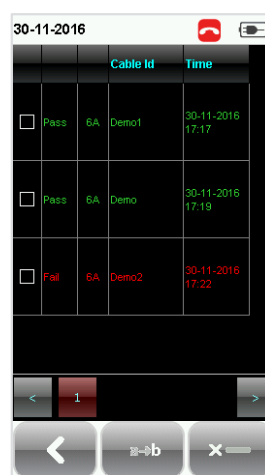 30-11-2016
Cable Id Time
Pass 6A Demo1 30-11-2016
17:17
Pass 6A Demo 30-11-2016
17:19
Fail 6A Demo2 30-11-2016
17:22
< 1 >